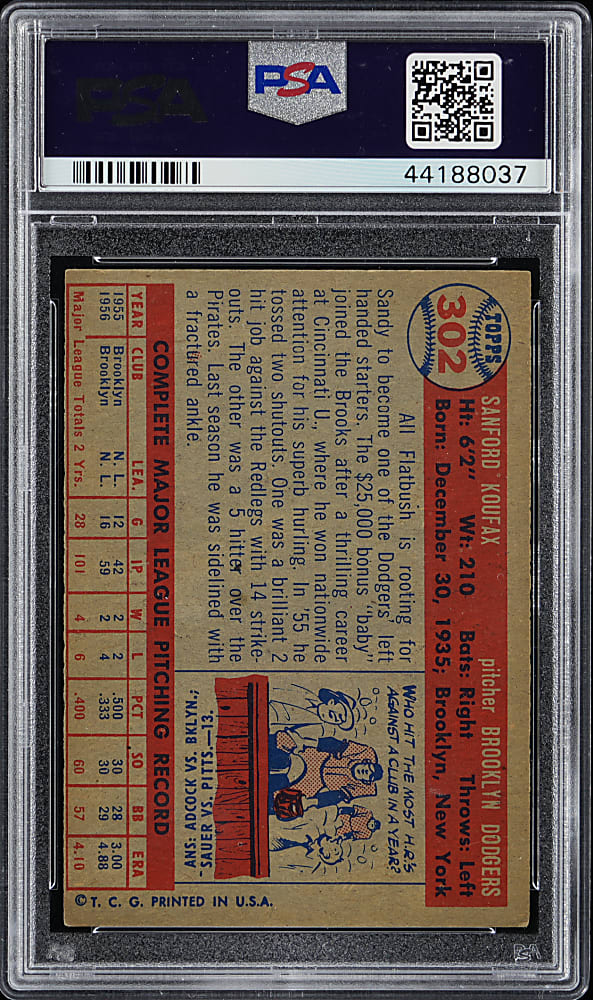 PSA
PSA
44188037
TOPPS
302
SANFORD KOUFAX pitcher BROOKLYN DODGERS
Ht: 6'2" Wt: 210 Bats: Right Throws: Left
Born: December 30, 1935; Brooklyn, New York
All Flatbush is rooting for
Sandy to become one of the Dodgers left
handed starters. The $25,000 bonus "baby"
joined the Brooks after a thrilling career
at Cincinnati U., where he won nationwide
attention for his superb hurling. In '55 he
tossed two shutouts. One was a brilliant 2
hit job against the Redlegs with 14 strike-
outs. The other was a 5 hitter over the
Pirates. Last season he was sidelined with
a fractured ankle.
WHO HIT THE MOST H.R.'S
AGAINST A CLUB IN A YEAR?
ANS: ADCOCK VS. BKLYN.;
SAUER VS. PITTS.—13.
COMPLETE MAJOR LEAGUE PITCHING RECORD
YEAR CLUB LEA. G IP W L PCT SO BB ERA
1955 Brooklyn N. L. 12 42 2 2 .500 30 28 3.00
1956 Brooklyn N. L. 16 59 2 4 .333 30 29 4.88
Major League Totals 2 Yrs. 28 101 4 6 .400 60 57 4.10
© T. C. G. PRINTED IN U.S.A.
PSA